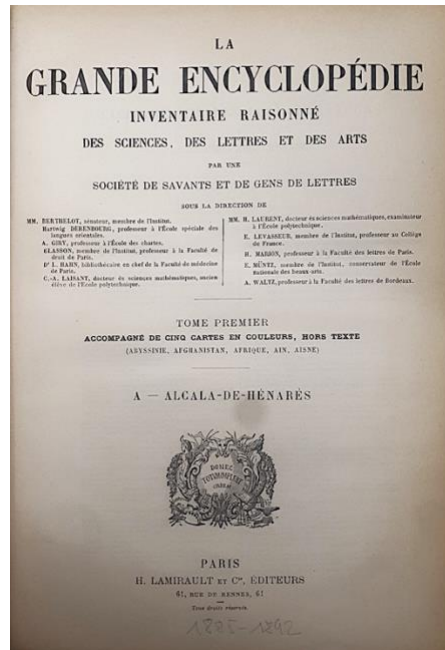 LA
GRANDE ENCYCLOPÉDIE
INVENTAIRE RAISONNÉ
DES SCIENCES, DES LETTRES ET DES ARTS
PAR UNE
SOCIÉTÉ DE SAVANTS ET DE GENS DE LETTRES
SOUS LA DIRECTION DE
MM. BERTHELOT, sénateur, membre de l'Institut.
Hartwig DERENBOURG, professeur à l'École spéciale des
langues orientales.
A. GIRY, professeur à l'École des chartes.
GLASSON, membre de l'Institut, professeur à la Faculté de
droit de Paris.
Dr L. HAHN, bibliothécaire en chef de la Faculté de médecine
de Paris.
C.-A. LAISANT, docteur ès sciences mathématiques, ancien
élève de l'École polytechnique.
MM. H. LAURENT, docteur ès sciences mathématiques, examinateur
à l'École polytechnique.
E. LEVASSEUR, membre de l'Institut, professeur au Collège
de France.
H. MARION, professeur à la Faculté des lettres de Paris.
E. MÜNTZ, membre de l'Institut, conservateur de l'École
nationale des beaux-arts.
A. WALTZ, professeur à la Faculté des lettres de Bordeaux.
TOME PREMIER
ACCOMPAGNÉ DE CINQ CARTES EN COULEURS, HORS TEXTE
(ABYSSINIE, AFGHANISTAN, AFRIQUE, AIN, AISNE)
A — ALCALA-DE-HÉNARÈS
PARIS
H. LAMIRAULT ET Cie, ÉDITEURS
61, RUE DE RENNES, 61
Tous droits réservés.
1885-1892